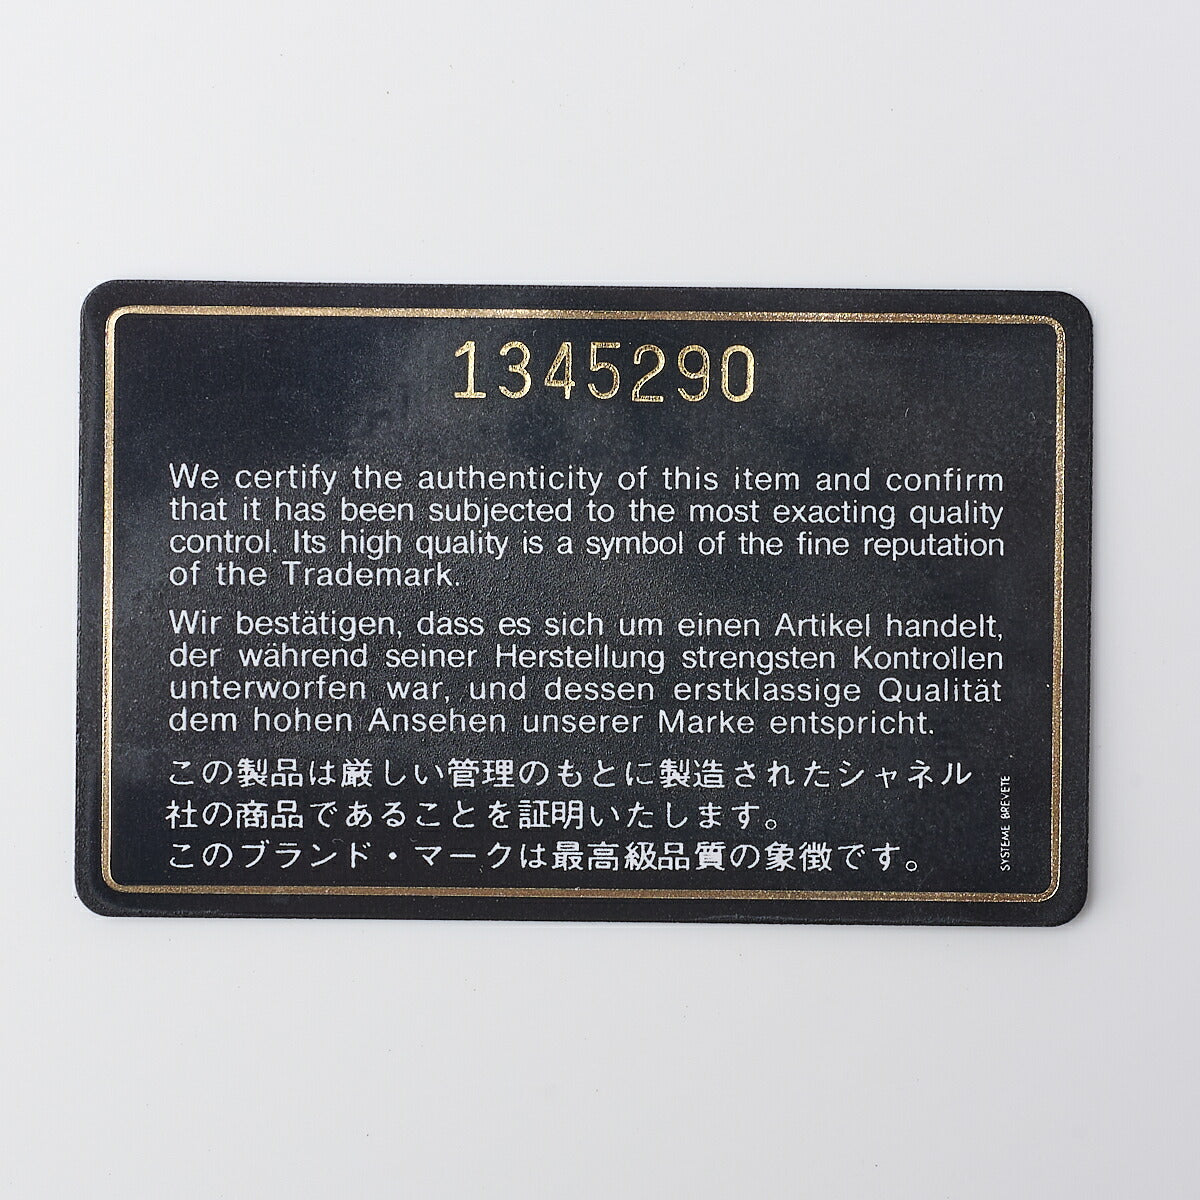 1345290
We certify the authenticity of this item and confirm
that it has been subjected to the most exacting quality
control. Its high quality is a symbol of the fine reputation
of the Trademark.
Wir bestätigen, dass es sich um einen Artikel handelt,
der während seiner Herstellung strengsten Kontrollen
unterworfen war, und dessen erstklassige Qualität
dem hohen Ansehen unserer Marke entspricht.
この製品は厳しい管理のもとに製造されたシャネル
社の商品であることを証明いたします。
このブランド・マークは最高級品質の象徴です。
SYSTEME BREVETE